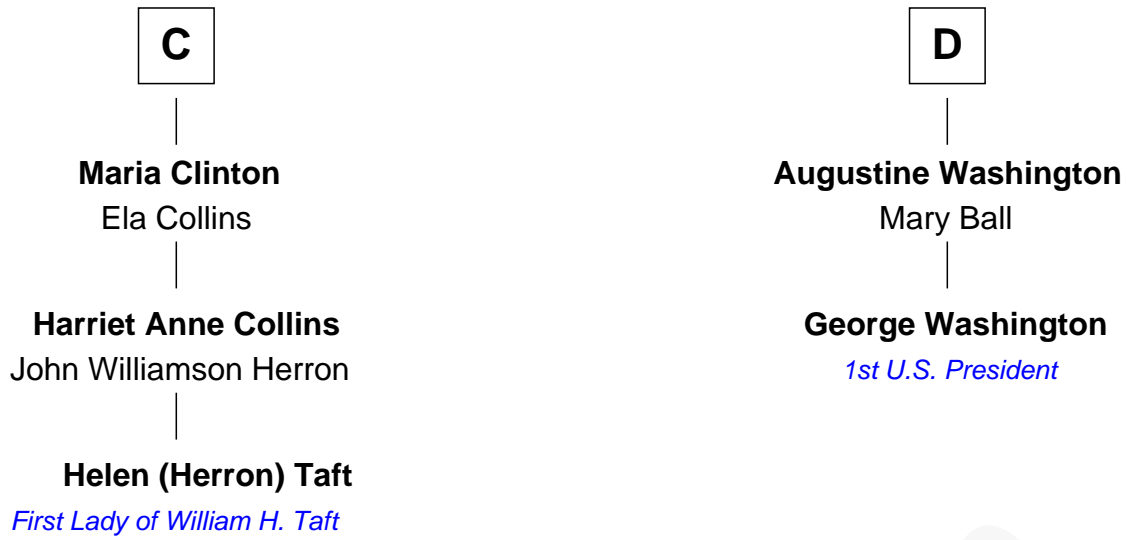 C
Maria Clinton
Ela Collins
Harriet Anne Collins
John Williamson Herron
Helen (Herron) Taft
First Lady of William H. Taft
D
Augustine Washington
Mary Ball
George Washington
1st U.S. President